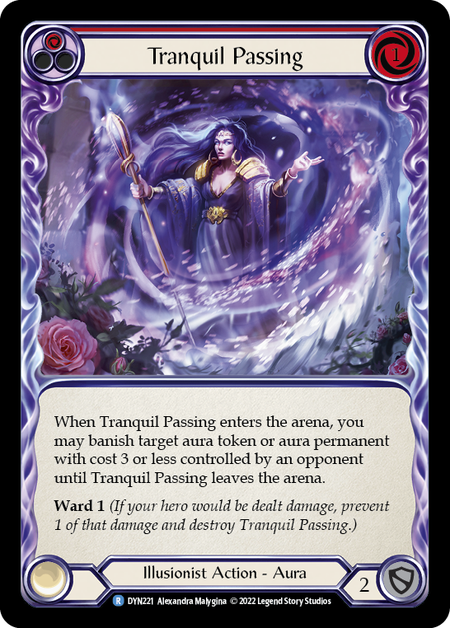 Tranquil Passing
1
When Tranquil Passing enters the arena, you
may banish target aura token or aura permanent
with cost 3 or less controlled by an opponent
until Tranquil Passing leaves the arena.
Ward 1 (If your hero would be dealt damage, prevent
1 of that damage and destroy Tranquil Passing.)
Illusionist Action - Aura
2
R DYN221 Alexandra Malygina © 2022 Legend Story Studios